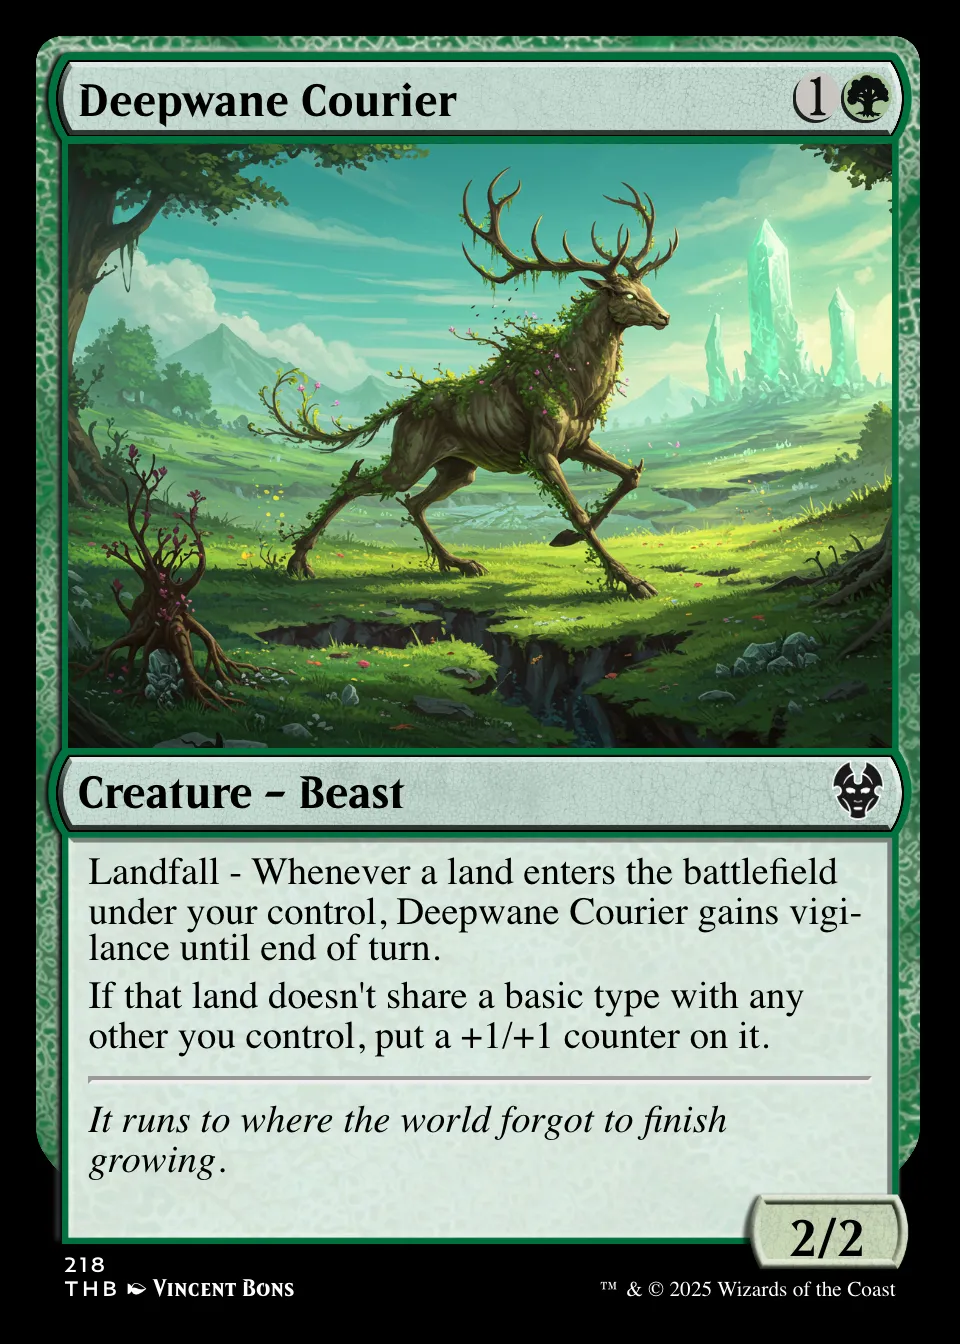 Deepwane Courier 1
Creature – Beast
Landfall - Whenever a land enters the battlefield
under your control, Deepwane Courier gains vigi-
lance until end of turn.
If that land doesn't share a basic type with any
other you control, put a +1/+1 counter on it.
It runs to where the world forgot to finish
growing.
2/2
218
THB Vincent Bons
™ & © 2025 Wizards of the Coast